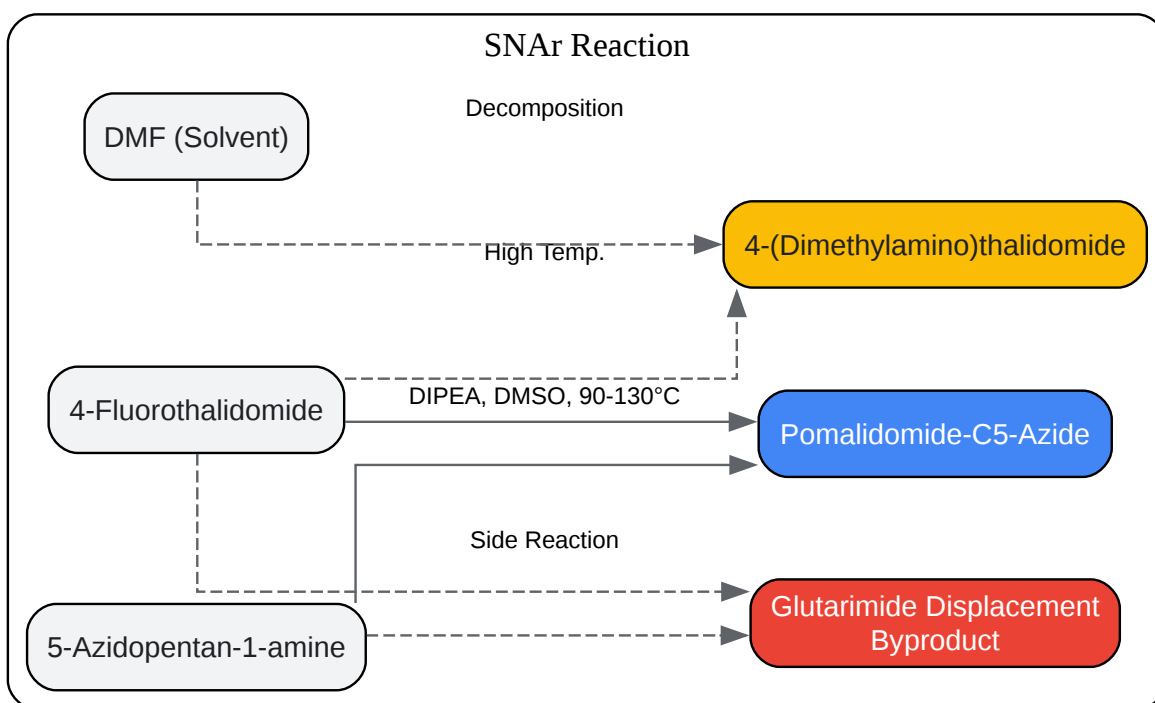 SNAr Reaction
Decomposition
DMF (Solvent)
4-(Dimethylamino)thalidomide
High Temp.
4-Fluorothalidomide
DIPEA, DMSO, 90-130°C
Pomalidomide-C5-Azide
Side Reaction
5-Azidopentan-1-amine
Glutarimide Displacement
Byproduct